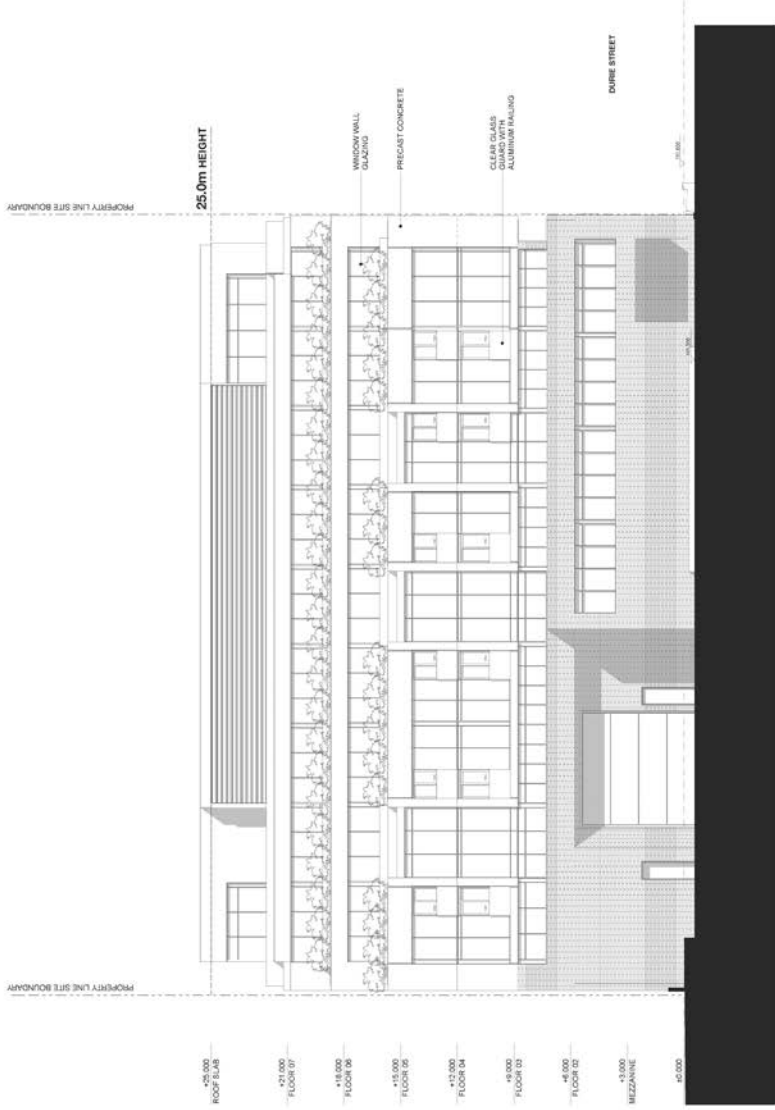 PROPERTY LINE SITE BOUNDARY
PROPERTY LINE SITE BOUNDARY
25.0m HEIGHT
WINDOW WALL
GLAZING
PRECAST CONCRETE
CLEAR GLASS
GUARD WITH
ALUMINUM RAILING
DURIE STREET
+25.000
ROOF SLAB
+21.000
FLOOR 07
+18.000
FLOOR 06
+15.000
FLOOR 05
+12.000
FLOOR 04
+9.000
FLOOR 03
+6.000
FLOOR 02
+3.000
MEZZANINE
±0.000